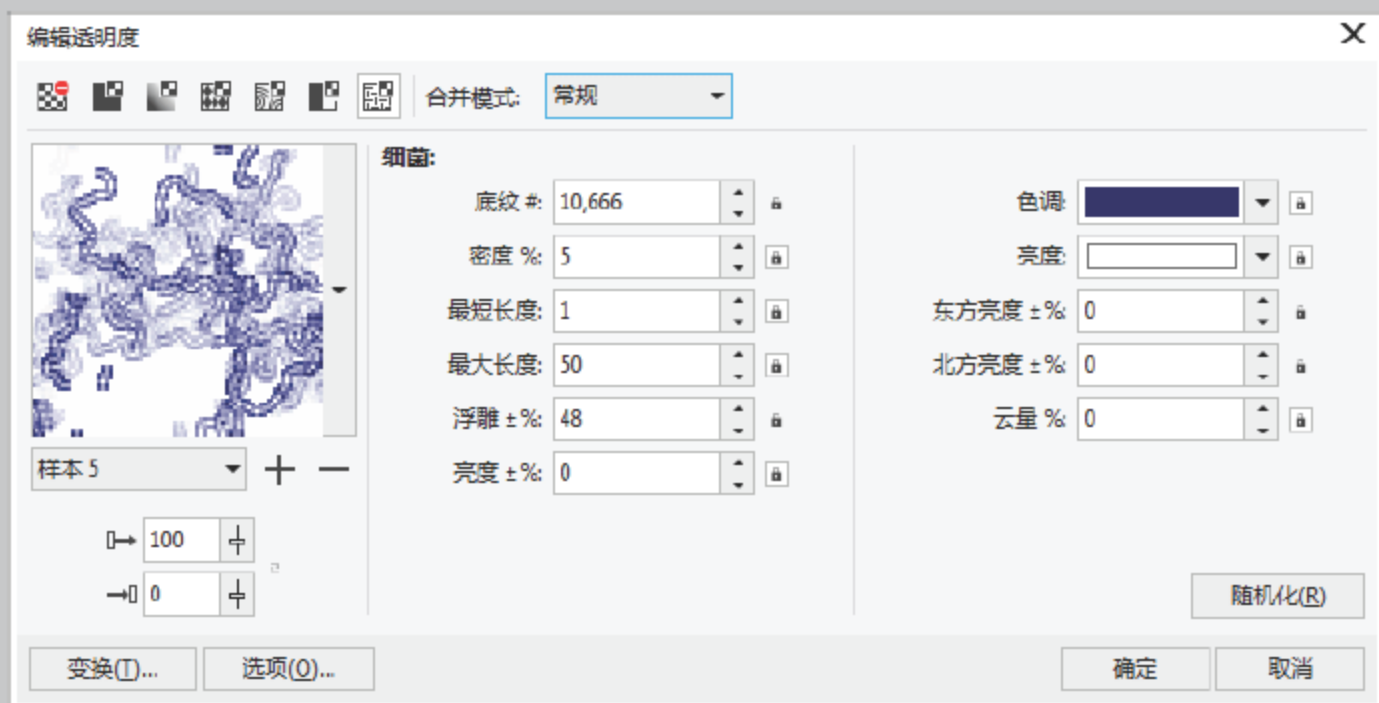 编辑透明度
合并模式: 常规
细菌:
底纹 #: 10,666
密度 %: 5
最短长度: 1
最大长度: 50
浮雕 ±%: 48
亮度 ±%: 0
色调:
亮度:
东方亮度 ±%: 0
北方亮度 ±%: 0
云量 %: 0
样本 5
100
0
随机化(R)
变换(T)...
选项(O)...
确定
取消